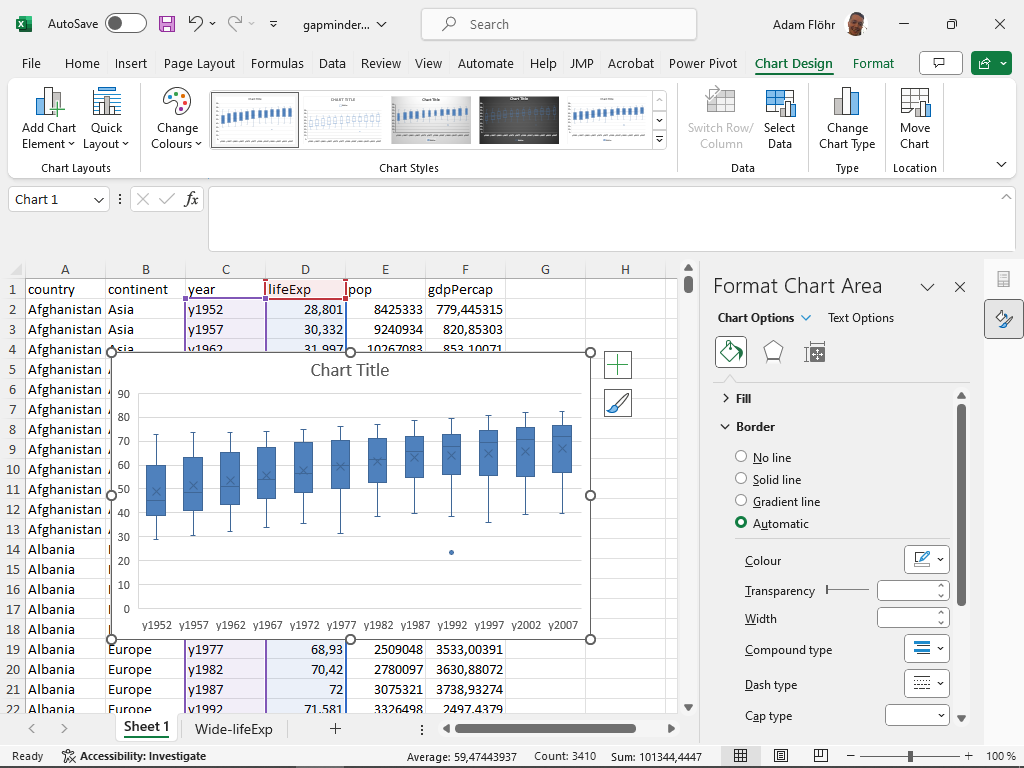 AutoSave
gapminder...
Search
Adam Flöhr
File Home Insert Page Layout Formulas Data Review View Automate Help JMP Acrobat Power Pivot Chart Design Format
Add Chart Element
Quick Layout
Change Colours
Switch Row/ Column
Select Data
Change Chart Type
Move Chart
Chart Layouts
Chart Styles
Data
Type
Location
Chart 1
fx
A B C D E F G H
1 country continent year lifeExp pop gdpPercap
2 Afghanistan Asia y1952 28,801 8425333 779,445315
3 Afghanistan Asia y1957 30,332 9240934 820,85303
4 Afghanistan Asia y1962 31,997 10267083 853,10071
5 Afghanistan
6 Afghanistan
7 Afghanistan
8 Afghanistan
9 Afghanistan
10 Afghanistan
11 Afghanistan
12 Afghanistan
13 Afghanistan
14 Albania
15 Albania
16 Albania
17 Albania
18 Albania
19 Albania Europe y1977 68,93 2509048 3533,00391
20 Albania Europe y1982 70,42 2780097 3630,88072
21 Albania Europe y1987 72 3075321 3738,93274
22 Albania Europe y1992 71,581 3326498 2497,4379
Chart Title
90
80
70
60
50
40
30
20
10
0
y1952 y1957 y1962 y1967 y1972 y1977 y1982 y1987 y1992 y1997 y2002 y2007
Format Chart Area
Chart Options
Text Options
Fill
Border
No line
Solid line
Gradient line
Automatic
Colour
Transparency
Width
Compound type
Dash type
Cap type
Sheet 1
Wide-lifeExp
Ready
Accessibility: Investigate
Average: 59,47443937
Count: 3410
Sum: 101344,4447
100 %